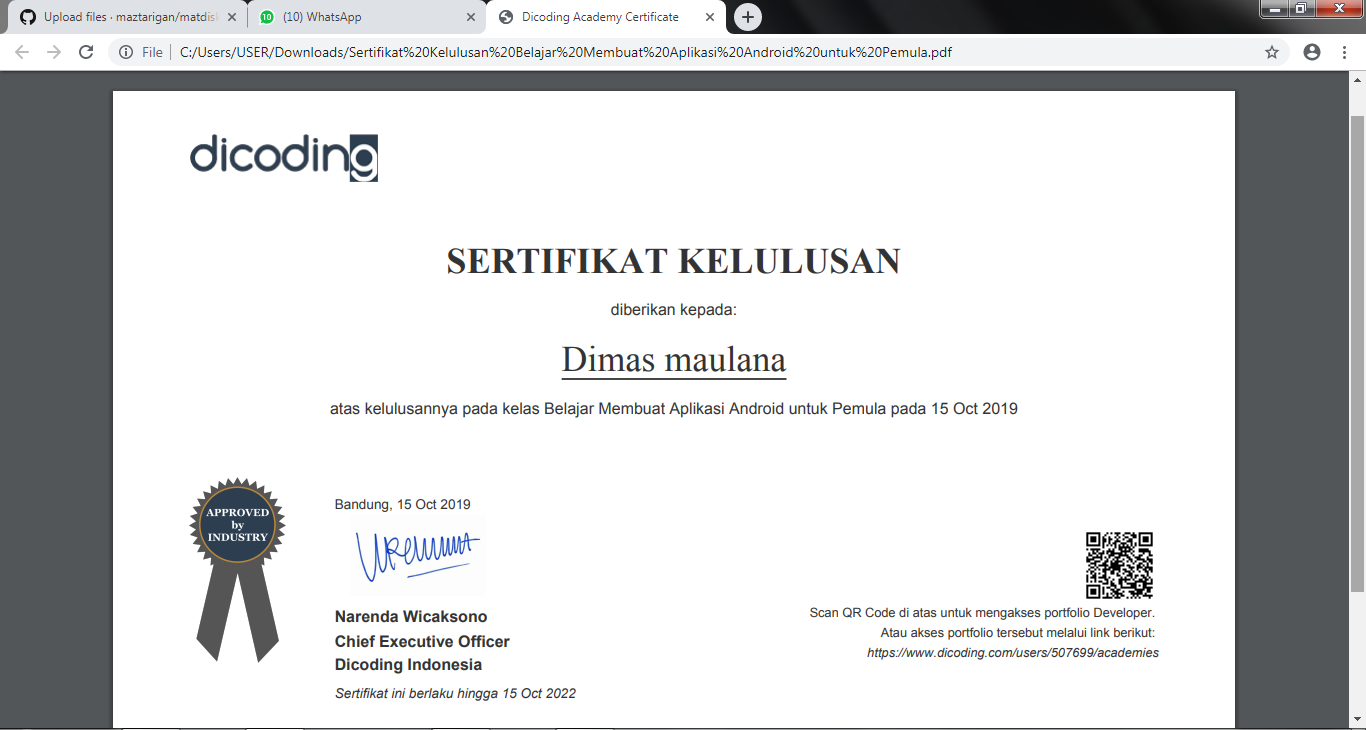 Upload files · maztarigan/matdis
(10) WhatsApp
Dicoding Academy Certificate
File
C:/Users/USER/Downloads/Sertifikat%20Kelulusan%20Belajar%20Membuat%20Aplikasi%20Android%20untuk%20Pemula.pdf
dicoding
SERTIFIKAT KELULUSAN
diberikan kepada:
Dimas maulana
atas kelulusannya pada kelas Belajar Membuat Aplikasi Android untuk Pemula pada 15 Oct 2019
APPROVED
by
INDUSTRY
Bandung, 15 Oct 2019
Narenda Wicaksono
Chief Executive Officer
Dicoding Indonesia
Sertifikat ini berlaku hingga 15 Oct 2022
Scan QR Code di atas untuk mengakses portfolio Developer.
Atau akses portfolio tersebut melalui link berikut:
https://www.dicoding.com/users/507699/academies